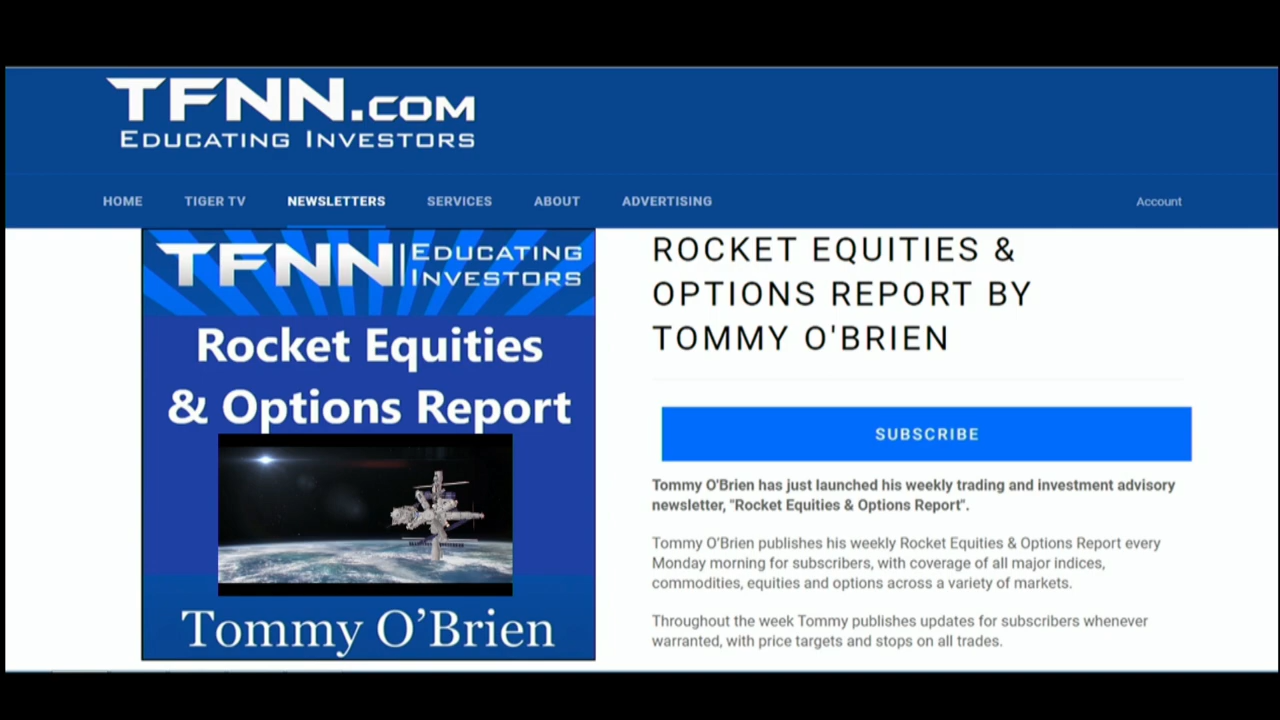 TFNN.COM
EDUCATING INVESTORS
HOME TIGER TV NEWSLETTERS SERVICES ABOUT ADVERTISING Account
TFNN | EDUCATING
INVESTORS
Rocket Equities
& Options Report
Tommy O’Brien
ROCKET EQUITIES &
OPTIONS REPORT BY
TOMMY O'BRIEN
SUBSCRIBE
Tommy O'Brien has just launched his weekly trading and investment advisory
newsletter, "Rocket Equities & Options Report".
Tommy O’Brien publishes his weekly Rocket Equities & Options Report every
Monday morning for subscribers, with coverage of all major indices,
commodities, equities and options across a variety of markets.
Throughout the week Tommy publishes updates for subscribers whenever
warranted, with price targets and stops on all trades.